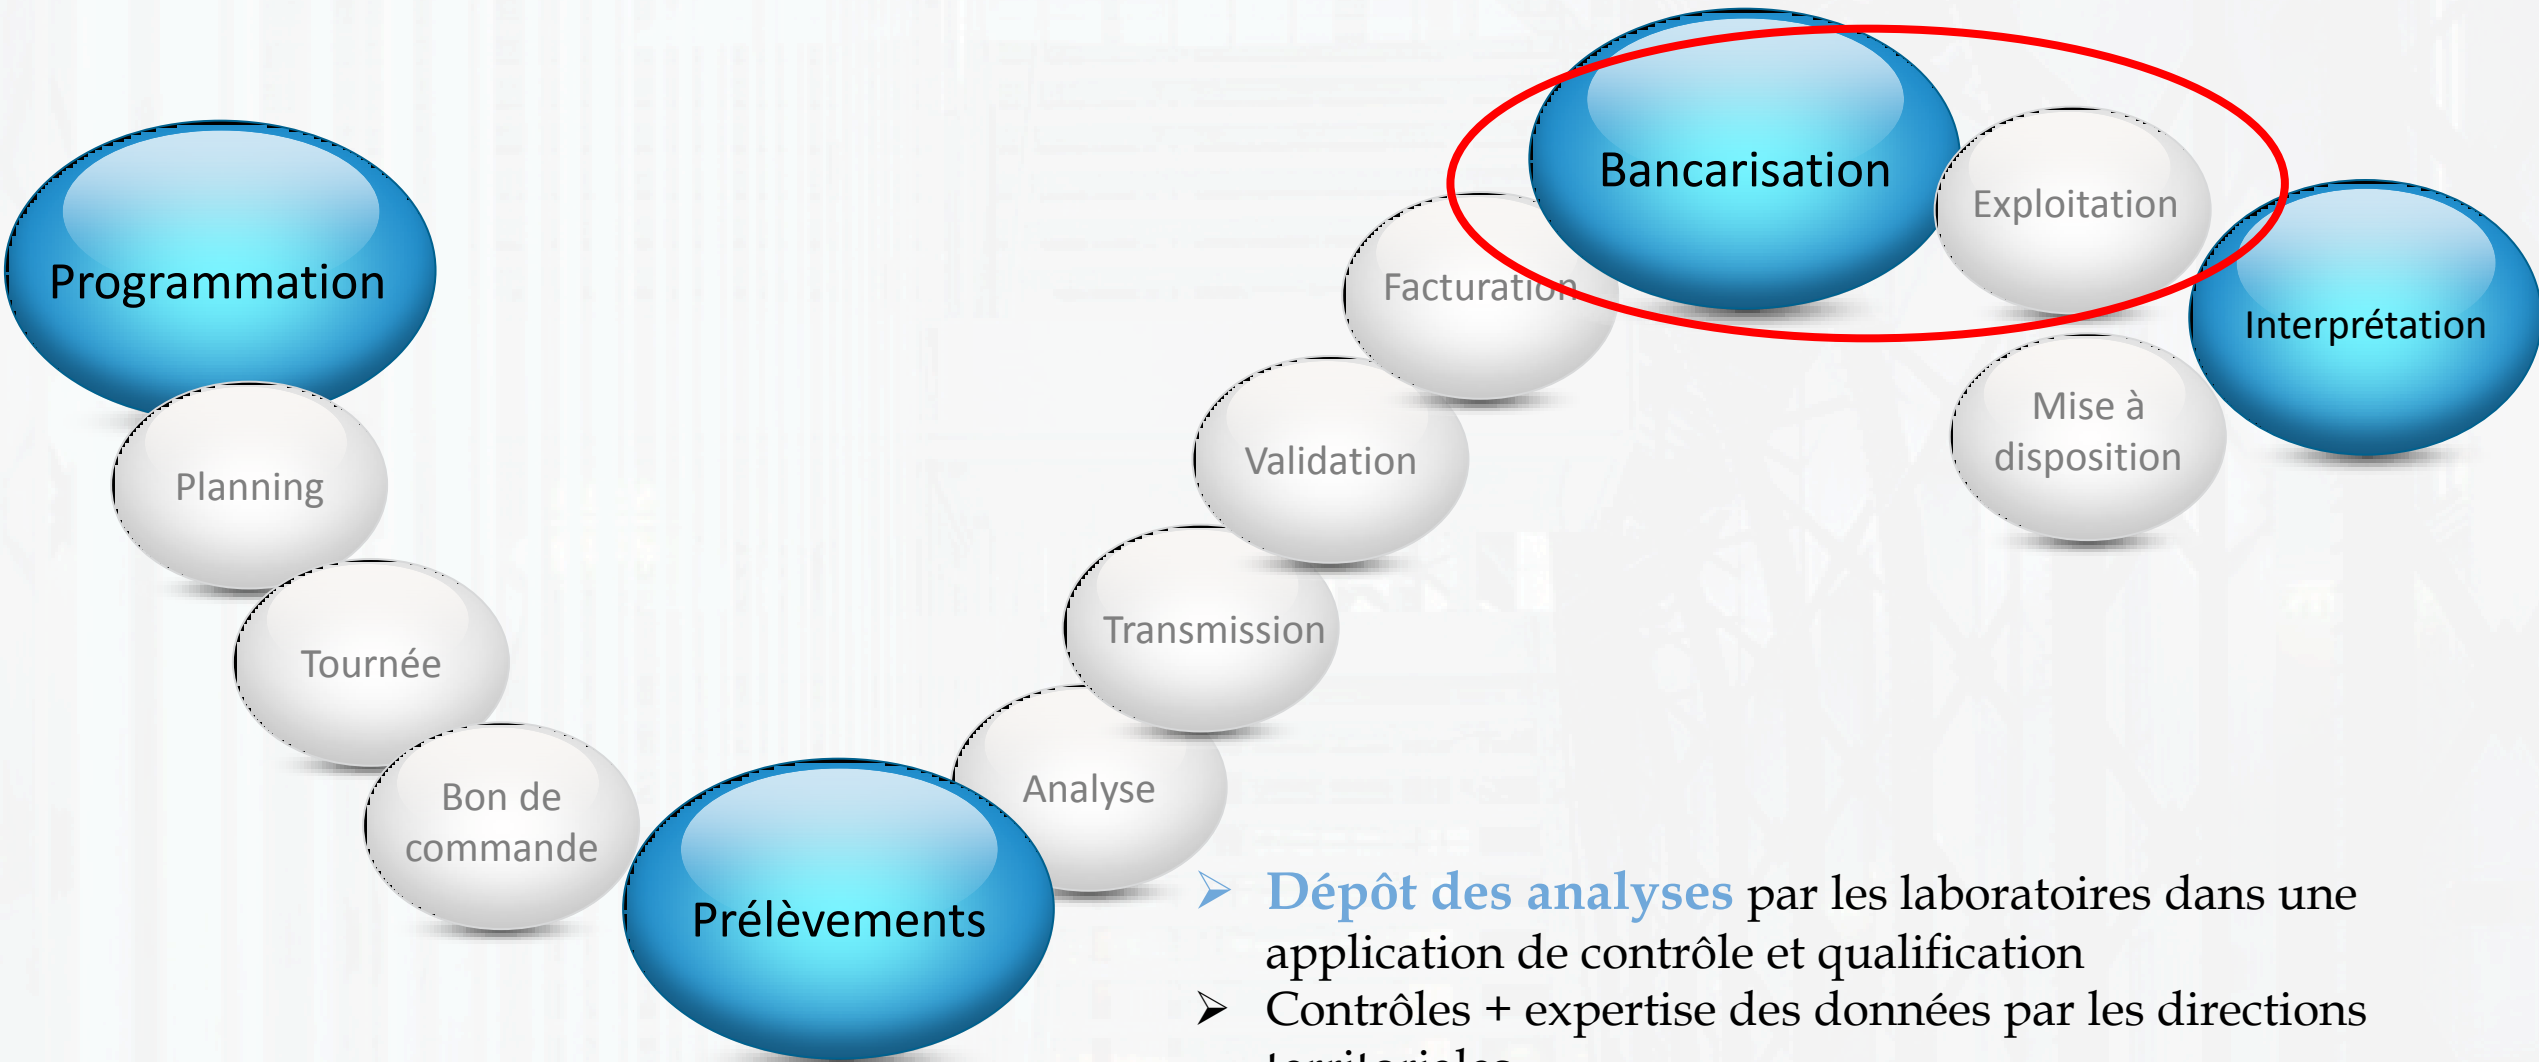 Programmation
Planning
Tournée
Bon de
commande
Prélèvements
Analyse
Transmission
Validation
Facturation
Bancarisation
Exploitation
Mise à
disposition
Interprétation
➢ Dépôt des analyses par les laboratoires dans une
application de contrôle et qualification
➢ Contrôles + expertise des données par les directions
territoriales